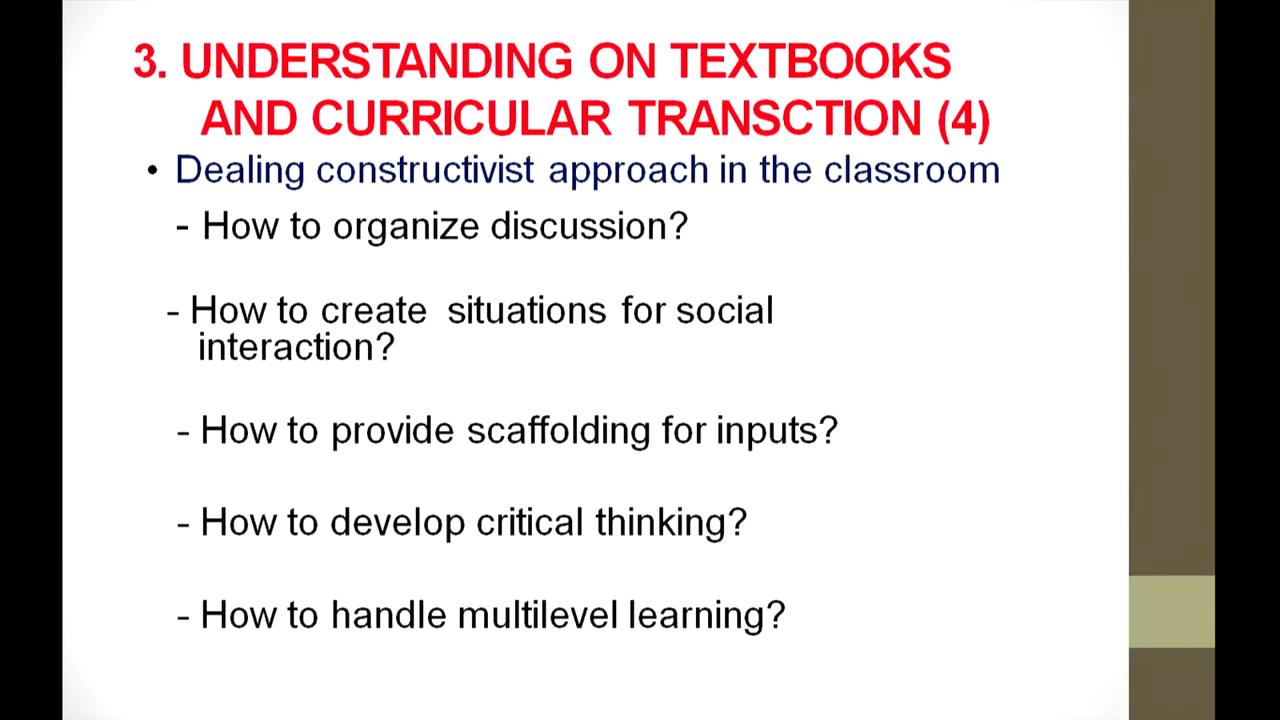 3. UNDERSTANDING ON TEXTBOOKS
AND CURRICULAR TRANSCTION (4)
• Dealing constructivist approach in the classroom
- How to organize discussion?
- How to create situations for social
interaction?
- How to provide scaffolding for inputs?
- How to develop critical thinking?
- How to handle multilevel learning?